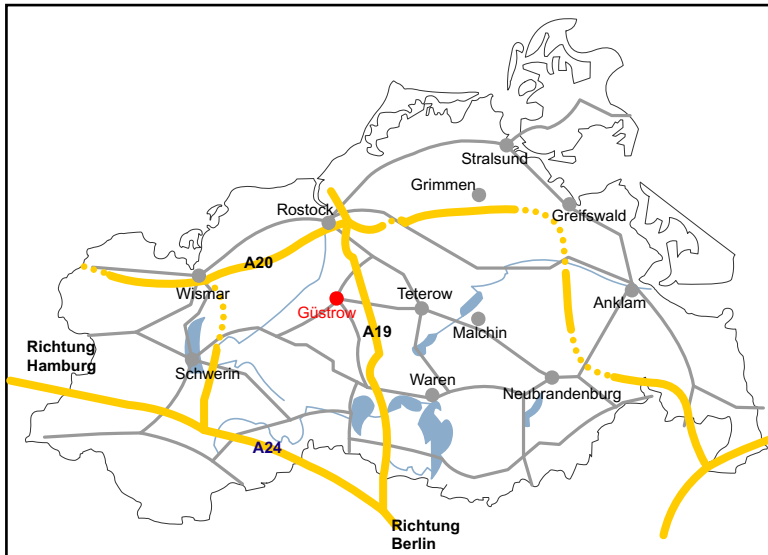 Stralsund
Grimmen
Rostock
Greifswald
A20
Wismar
Teterow
Anklam
Güstrow
A19
Malchin
Richtung
Hamburg
Schwerin
Waren
Neubrandenburg
A24
Richtung
Berlin